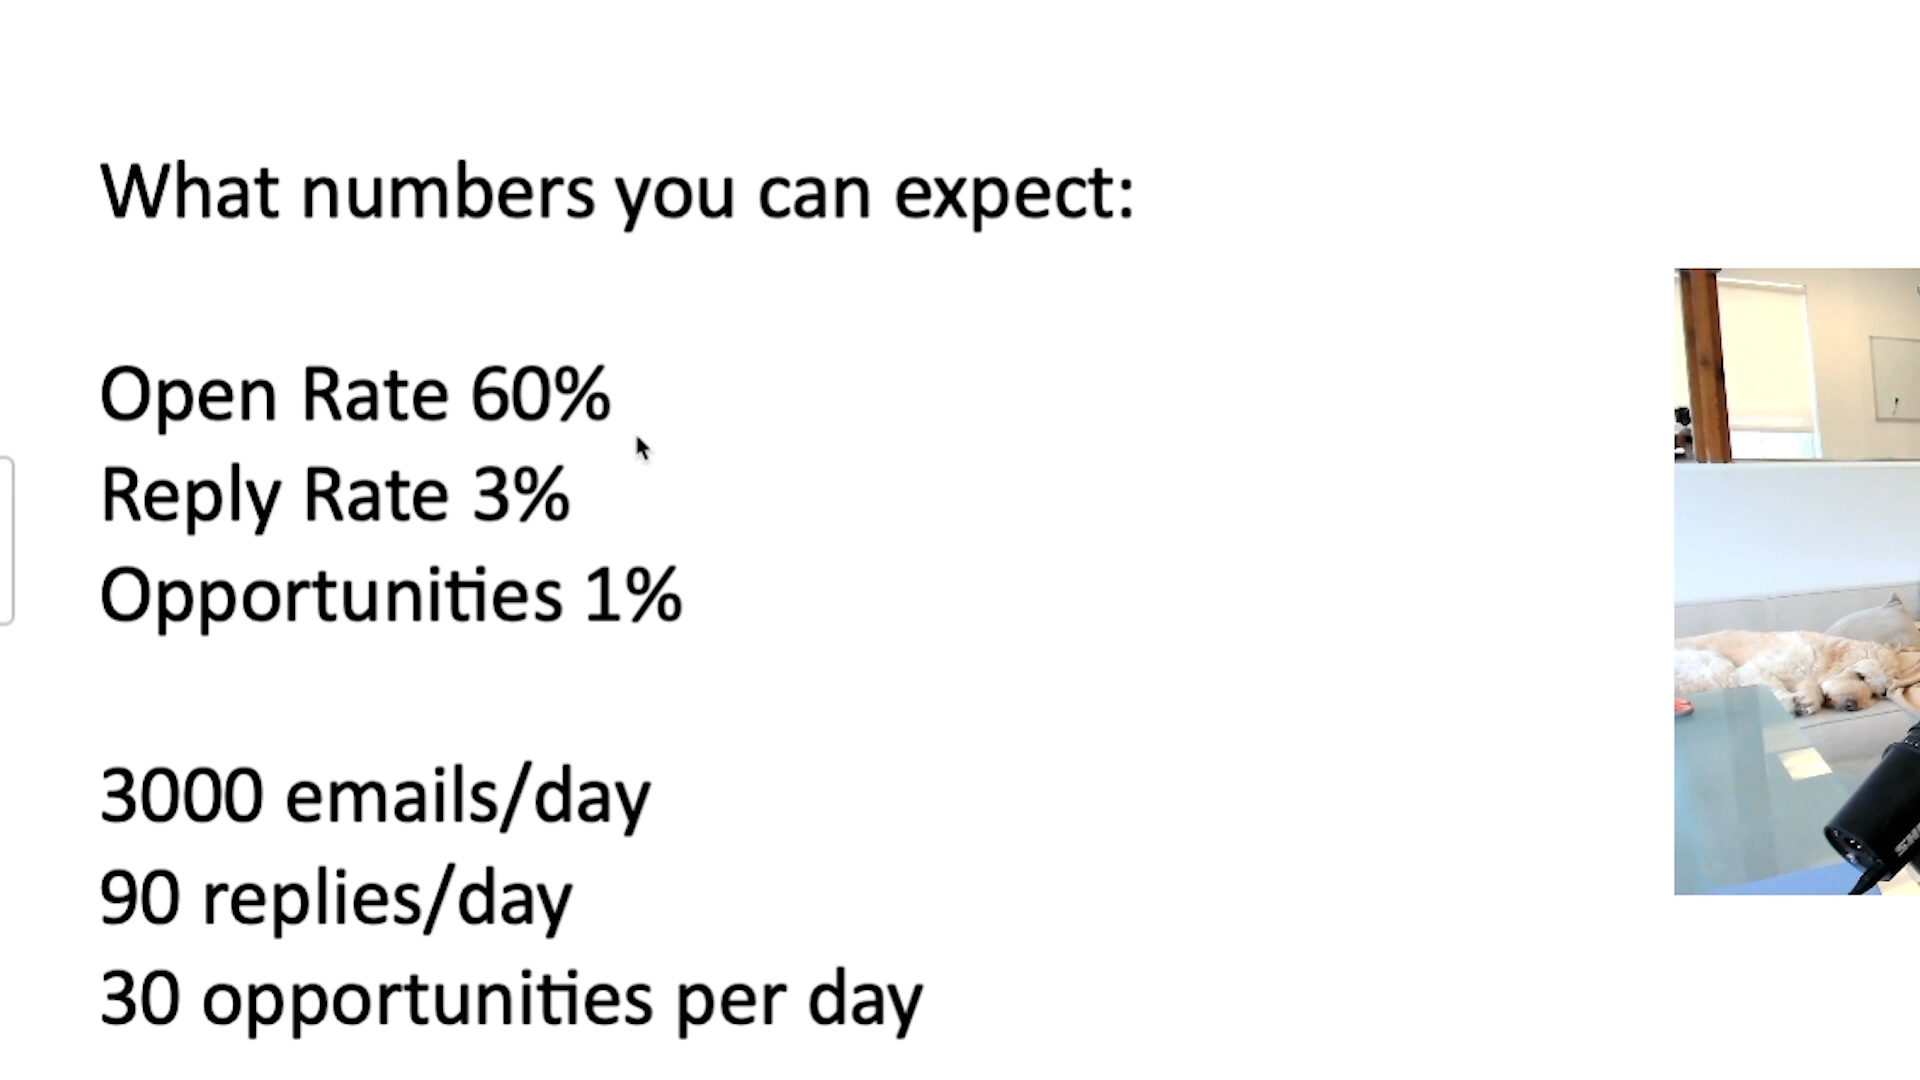 What numbers you can expect:
Open Rate 60%
Reply Rate 3%
Opportunities 1%
3000 emails/day
90 replies/day
30 opportunities per day